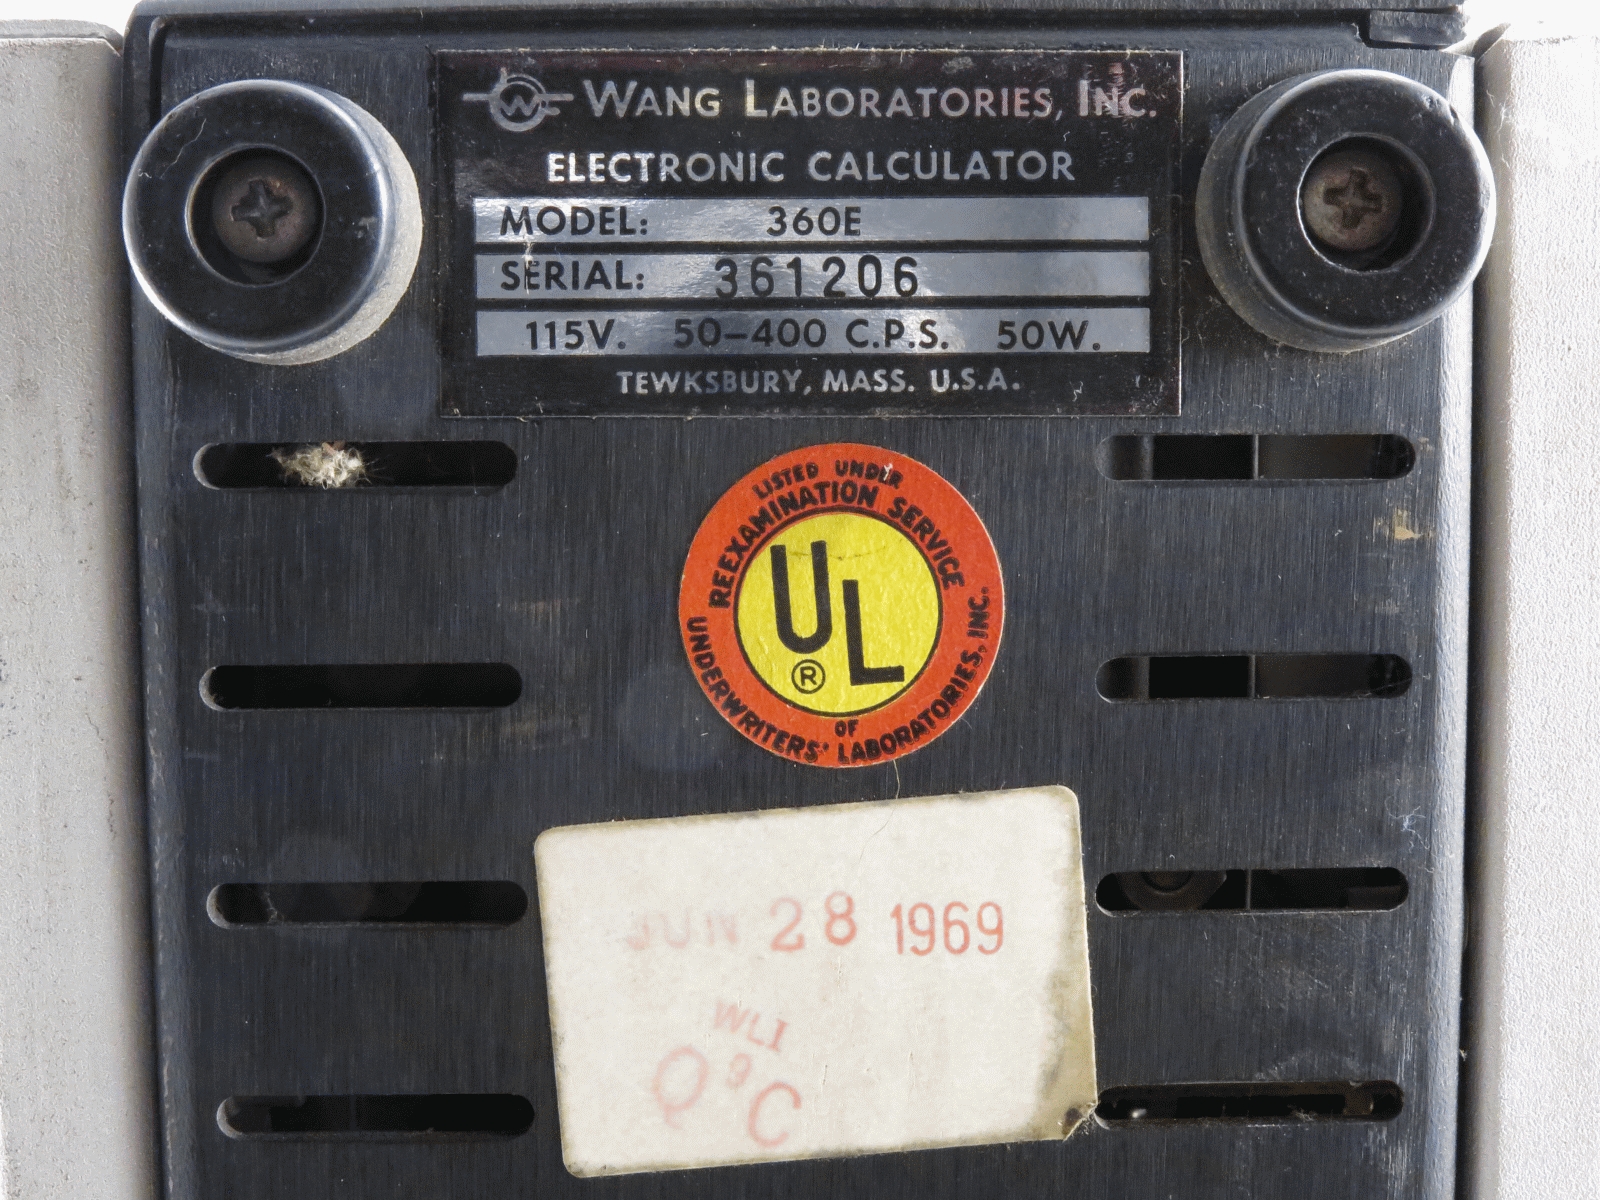 W WANG LABORATORIES, INC.
ELECTRONIC CALCULATOR
MODEL: 360E
SERIAL: 361206
115V. 50-400 C.P.S. 50W.
TEWKSBURY, MASS. U.S.A.
LISTED UNDER
REEXAMINATION SERVICE
UL
®
OF
UNDERWRITERS' LABORATORIES, INC.
JUN 28 1969
WLI
Q 9 C